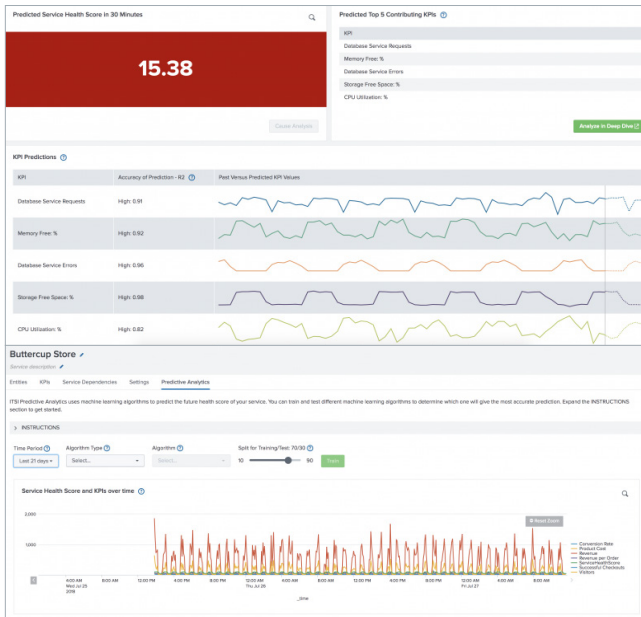 Predicted Service Health Score in 30 Minutes
15.38
Cause Analysis
Predicted Top 5 Contributing KPIs
KPI
Database Service Requests
Memory Free: %
Database Service Errors
Storage Free Space: %
CPU Utilization: %
Analyze in Deep Dive
KPI Predictions
KPI Accuracy of Prediction - R2 Past Versus Predicted KPI Values
Database Service Requests High: 0.91
Memory Free: % High: 0.92
Database Service Errors High: 0.96
Storage Free Space: % High: 0.98
CPU Utilization: % High: 0.82
Buttercup Store
Service description
Entities KPIs Service Dependencies Settings Predictive Analytics
ITSI Predictive Analytics uses machine learning algorithms to predict the future health score of your service. You can train and test different machine learning algorithms to determine which one will give the most accurate prediction. Expand the INSTRUCTIONS
section to get started.
> INSTRUCTIONS
Time Period Algorithm Type Algorithm Split for Training/Test: 70/30
Last 21 days Select... Select... 10 90 Train
Service Health Score and KPIs over time
Reset Zoom
2,000
1,000
Conversion Rate
Product Cost
Revenue
Revenue per Order
ServiceHealthScore
Successful Checkouts
Visitors
4:00 AM 8:00 AM 12:00 PM 4:00 PM 8:00 PM 12:00 AM 4:00 AM 8:00 AM 12:00 PM 4:00 PM 8:00 PM 12:00 AM 4:00 AM 8:00 AM
Wed Jul 25 Thu Jul 26 Fri Jul 27
2018
_time